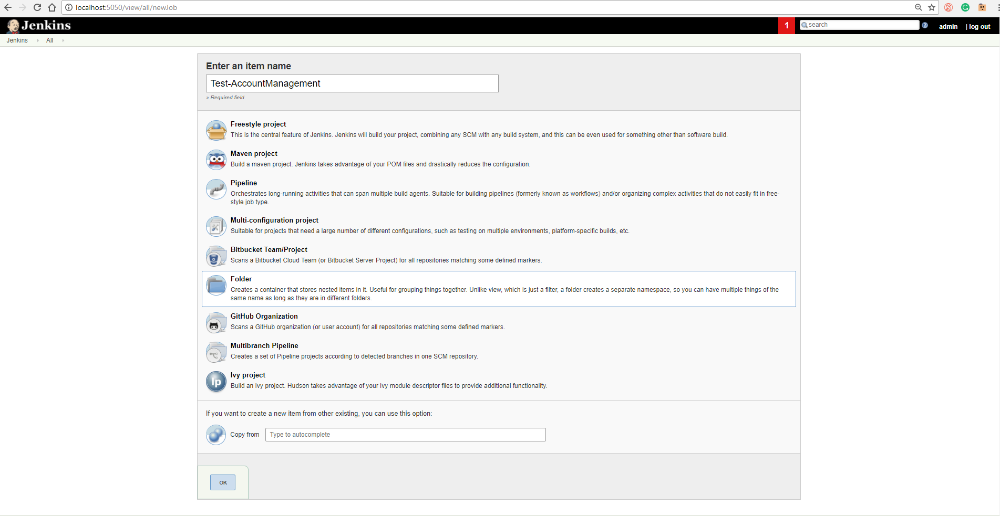 localhost:5050/view/all/newJob
Jenkins
1
search
admin
| log out
Jenkins
All
Enter an item name
Test-AccountManagement
» Required field
Freestyle project
This is the central feature of Jenkins. Jenkins will build your project, combining any SCM with any build system, and this can be even used for something other than software build.
Maven project
Build a maven project. Jenkins takes advantage of your POM files and drastically reduces the configuration.
Pipeline
Orchestrates long-running activities that can span multiple build agents. Suitable for building pipelines (formerly known as workflows) and/or organizing complex activities that do not easily fit in free-
style job type.
Multi-configuration project
Suitable for projects that need a large number of different configurations, such as testing on multiple environments, platform-specific builds, etc.
Bitbucket Team/Project
Scans a Bitbucket Cloud Team (or Bitbucket Server Project) for all repositories matching some defined markers.
Folder
Creates a container that stores nested items in it. Useful for grouping things together. Unlike view, which is just a filter, a folder creates a separate namespace, so you can have multiple things of the
same name as long as they are in different folders.
GitHub Organization
Scans a GitHub organization (or user account) for all repositories matching some defined markers.
Multibranch Pipeline
Creates a set of Pipeline projects according to detected branches in one SCM repository.
Ip
Ivy project
Build an Ivy project. Hudson takes advantage of your Ivy module descriptor files to provide additional functionality.
If you want to create a new item from other existing, you can use this option:
Copy from
Type to autocomplete
OK